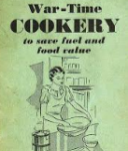 War-Time
COOKERY
to save fuel and
food value